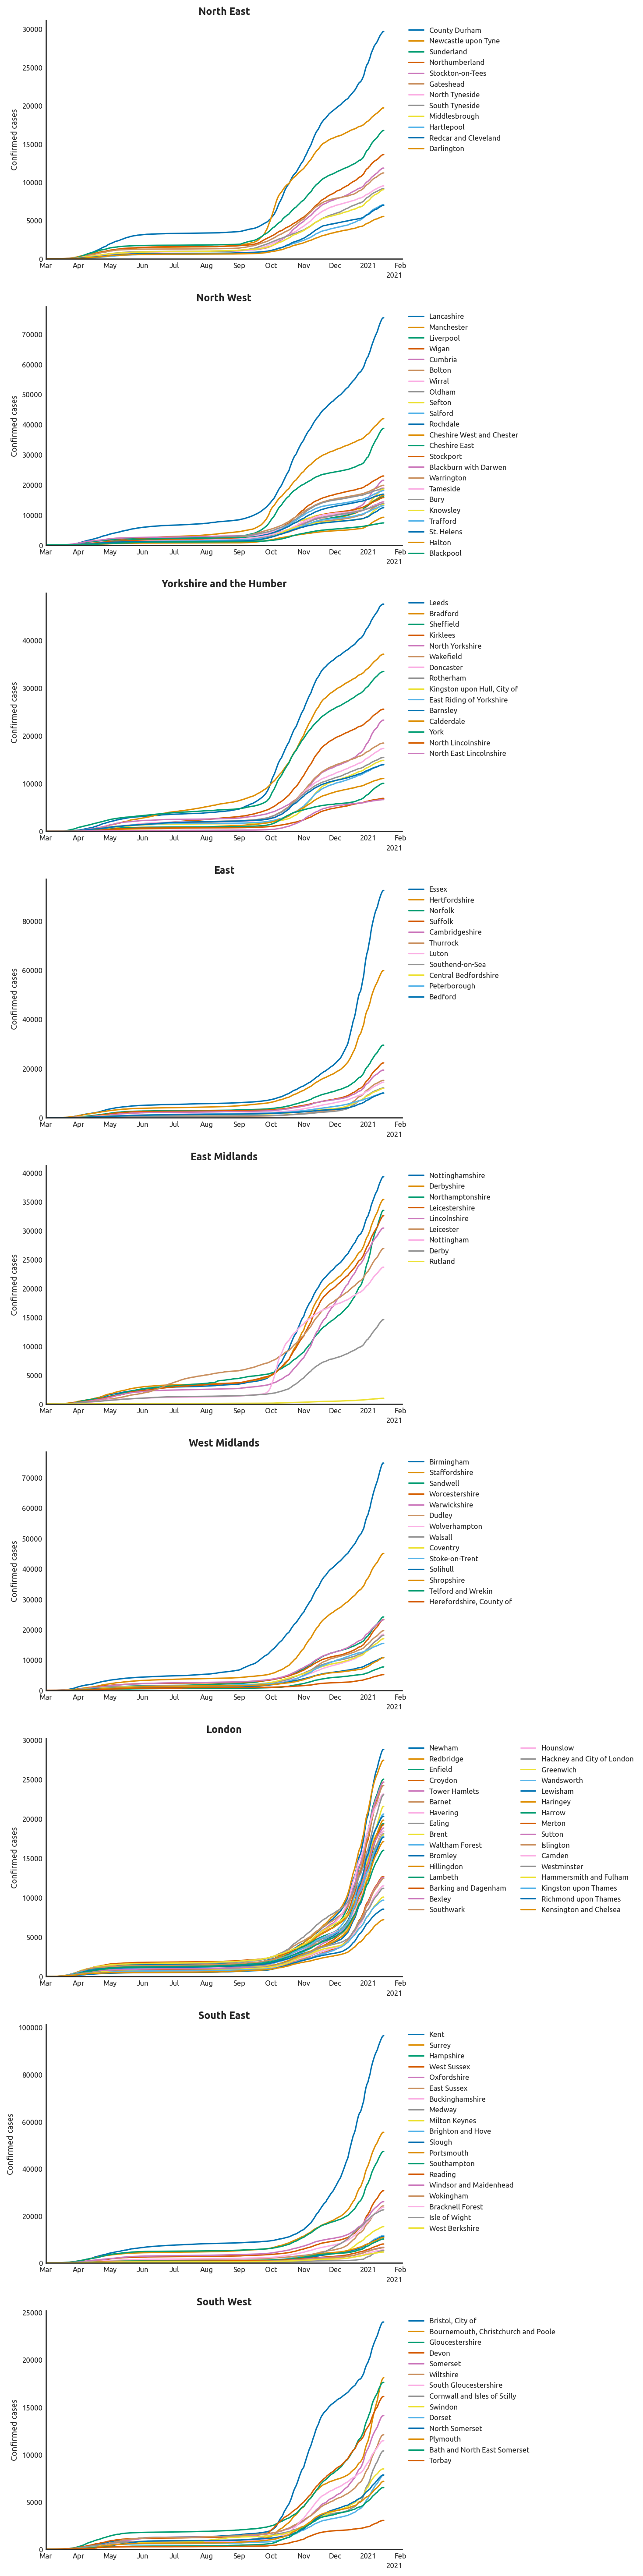 North East
30000
25000
20000
15000
10000
5000
0
Confirmed cases
Mar Apr May Jun Jul Aug Sep Oct Nov Dec 2021 Feb
2021
County Durham
Newcastle upon Tyne
Sunderland
Northumberland
Stockton-on-Tees
Gateshead
North Tyneside
South Tyneside
Middlesbrough
Hartlepool
Redcar and Cleveland
Darlington
North West
70000
60000
50000
40000
30000
20000
10000
0
Confirmed cases
Mar Apr May Jun Jul Aug Sep Oct Nov Dec 2021 Feb
2021
Lancashire
Manchester
Liverpool
Wigan
Cumbria
Bolton
Wirral
Oldham
Sefton
Salford
Rochdale
Cheshire West and Chester
Cheshire East
Stockport
Blackburn with Darwen
Warrington
Tameside
Bury
Knowsley
Trafford
St. Helens
Halton
Blackpool
Yorkshire and the Humber
40000
30000
20000
10000
0
Confirmed cases
Mar Apr May Jun Jul Aug Sep Oct Nov Dec 2021 Feb
2021
Leeds
Bradford
Sheffield
Kirklees
North Yorkshire
Wakefield
Doncaster
Rotherham
Kingston upon Hull, City of
East Riding of Yorkshire
Barnsley
Calderdale
York
North Lincolnshire
North East Lincolnshire
East
80000
60000
40000
20000
0
Confirmed cases
Mar Apr May Jun Jul Aug Sep Oct Nov Dec 2021 Feb
2021
Essex
Hertfordshire
Norfolk
Suffolk
Cambridgeshire
Thurrock
Luton
Southend-on-Sea
Central Bedfordshire
Peterborough
Bedford
East Midlands
40000
35000
30000
25000
20000
15000
10000
5000
0
Confirmed cases
Mar Apr May Jun Jul Aug Sep Oct Nov Dec 2021 Feb
2021
Nottinghamshire
Derbyshire
Northamptonshire
Leicestershire
Lincolnshire
Leicester
Nottingham
Derby
Rutland
West Midlands
70000
60000
50000
40000
30000
20000
10000
0
Confirmed cases
Mar Apr May Jun Jul Aug Sep Oct Nov Dec 2021 Feb
2021
Birmingham
Staffordshire
Sandwell
Worcestershire
Warwickshire
Dudley
Wolverhampton
Walsall
Coventry
Stoke-on-Trent
Solihull
Shropshire
Telford and Wrekin
Herefordshire, County of
London
30000
25000
20000
15000
10000
5000
0
Confirmed cases
Mar Apr May Jun Jul Aug Sep Oct Nov Dec 2021 Feb
2021
Newham
Redbridge
Enfield
Croydon
Tower Hamlets
Barnet
Havering
Ealing
Brent
Waltham Forest
Bromley
Hillingdon
Lambeth
Barking and Dagenham
Bexley
Southwark
Hounslow
Hackney and City of London
Greenwich
Wandsworth
Lewisham
Haringey
Harrow
Merton
Sutton
Islington
Camden
Westminster
Hammersmith and Fulham
Kingston upon Thames
Richmond upon Thames
Kensington and Chelsea
South East
100000
80000
60000
40000
20000
0
Confirmed cases
Mar Apr May Jun Jul Aug Sep Oct Nov Dec 2021 Feb
2021
Kent
Surrey
Hampshire
West Sussex
Oxfordshire
East Sussex
Buckinghamshire
Medway
Milton Keynes
Brighton and Hove
Slough
Portsmouth
Southampton
Reading
Windsor and Maidenhead
Wokingham
Bracknell Forest
Isle of Wight
West Berkshire
South West
25000
20000
15000
10000
5000
0
Confirmed cases
Mar Apr May Jun Jul Aug Sep Oct Nov Dec 2021 Feb
2021
Bristol, City of
Bournemouth, Christchurch and Poole
Gloucestershire
Devon
Somerset
Wiltshire
South Gloucestershire
Cornwall and Isles of Scilly
Swindon
Dorset
North Somerset
Plymouth
Bath and North East Somerset
Torbay